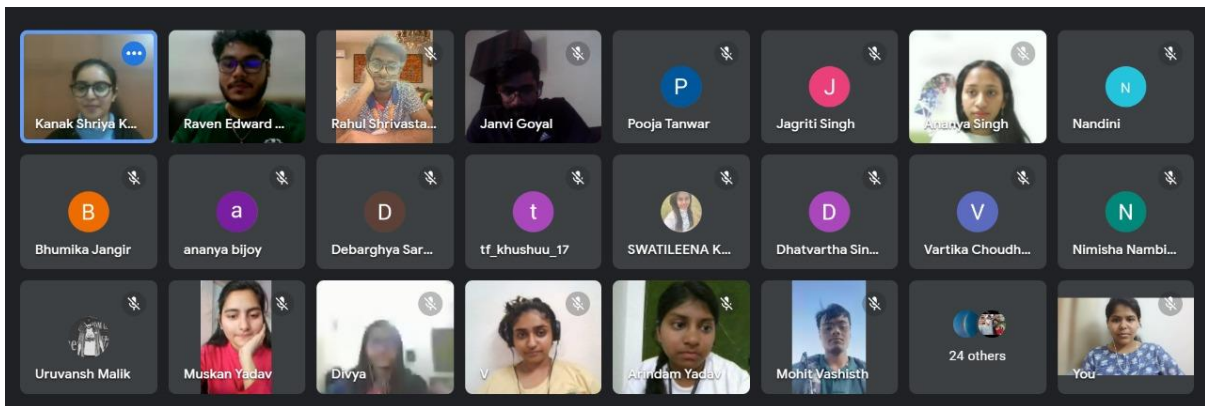 Kanak Shriya K...
Raven Edward ...
Rahul Shrivasta...
Janvi Goyal
P
Pooja Tanwar
J
Jagriti Singh
Ananya Singh
N
Nandini
B
Bhumika Jangir
a
ananya bijoy
D
Debarghya Sar...
t
tf_khushuu_17
SWATILEENA K...
D
Dhatvartha Sin...
V
Vartika Choudh...
N
Nimisha Nambi...
Uruvansh Malik
Muskan Yadav
Divya
V
Arindam Yadav
Mohit Vashisth
24 others
You